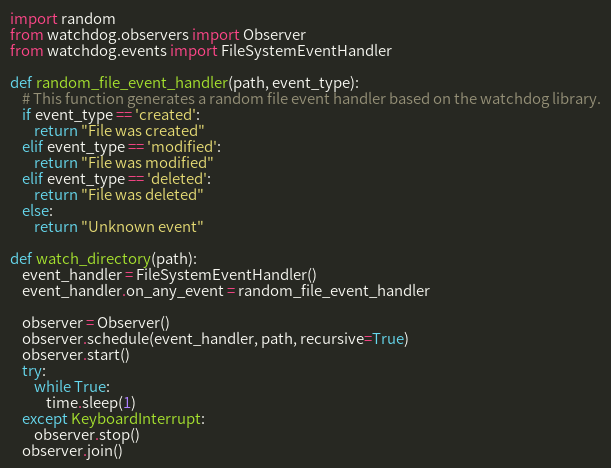 import random
from watchdog.observers import Observer
from watchdog.events import FileSystemEventHandler

def random_file_event_handler(path, event_type):
    # This function generates a random file event handler based on the watchdog library.
    if event_type == 'created':
        return "File was created"
    elif event_type == 'modified':
        return "File was modified"
    elif event_type == 'deleted':
        return "File was deleted"
    else:
        return "Unknown event"

def watch_directory(path):
    event_handler = FileSystemEventHandler()
    event_handler.on_any_event = random_file_event_handler

    observer = Observer()
    observer.schedule(event_handler, path, recursive=True)
    observer.start()
    try:
        while True:
            time.sleep(1)
    except KeyboardInterrupt:
        observer.stop()
    observer.join()